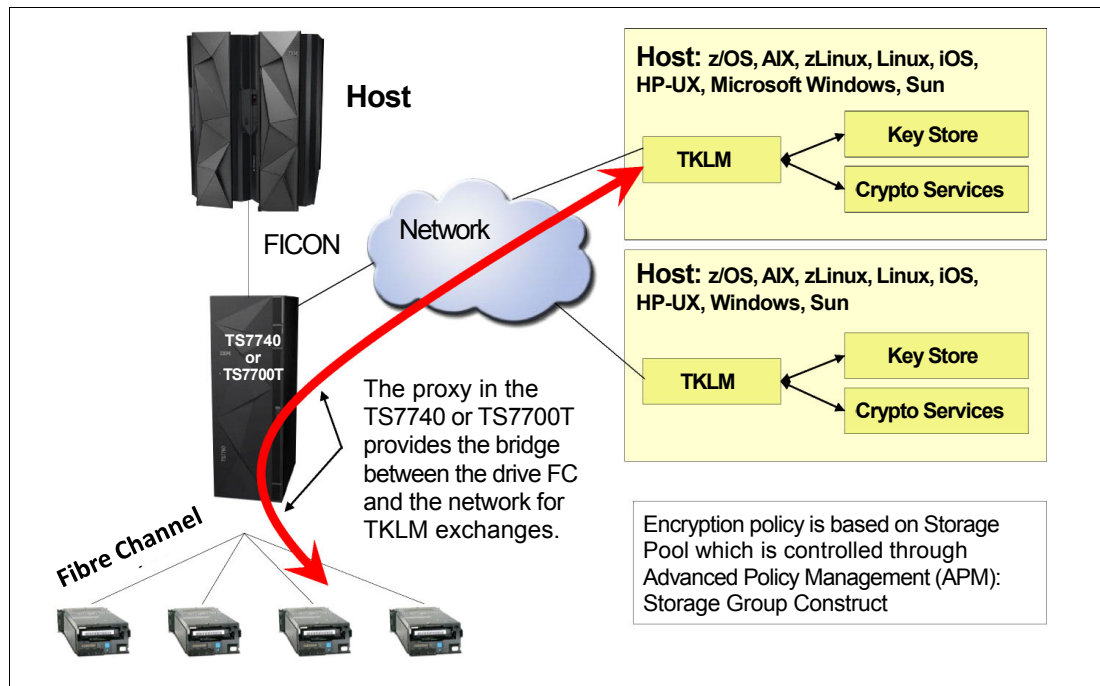 Host
FICON
TS7740
or
TS7700T
Network
Host: z/OS, AIX, zLinux, Linux, iOS,
HP-UX, Microsoft Windows, Sun
TKLM
Key Store
Crypto Services
Host: z/OS, AIX, zLinux, Linux, iOS,
HP-UX, Windows, Sun
TKLM
Key Store
Crypto Services
The proxy in the
TS7740 or TS7700T
provides the bridge
between the drive FC
and the network for
TKLM exchanges.
Fibre Channel
Encryption policy is based on Storage
Pool which is controlled through
Advanced Policy Management (APM):
Storage Group Construct